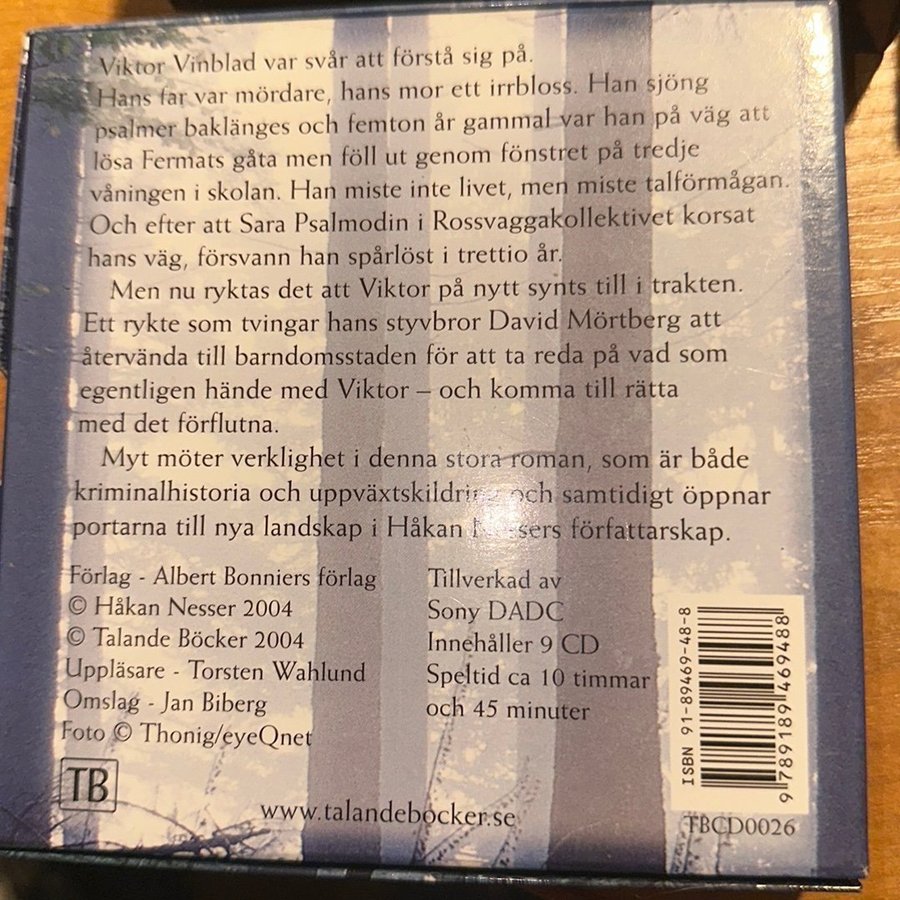 Viktor Vinblad var svår att förstå sig på.
Hans far var mördare, hans mor ett irrbloss. Han sjöng
psalmer baklänges och femton år gammal var han på väg att
lösa Fermats gåta men föll ut genom fönstret på tredje
våningen i skolan. Han miste inte livet, men miste talförmågan.
Och efter att Sara Psalmodin i Rossvaggakollektivet korsat
hans väg, försvann han spårlöst i trettio år.
Men nu ryktas det att Viktor på nytt synts till i trakten.
Ett rykte som tvingar hans styvbror David Mörtberg att
återvända till barndomsstaden för att ta reda på vad som
egentligen hände med Viktor – och komma till rätta
med det förflutna.
Myt möter verklighet i denna stora roman, som är både
kriminalhistoria och uppväxtskildring och samtidigt öppnar
portarna till nya landskap i Håkan Nessers författarskap.
Förlag - Albert Bonniers förlag
© Håkan Nesser 2004
© Talande Böcker 2004
Uppläsare - Torsten Wahlund
Omslag - Jan Biberg
Foto © Thonig/eyeQnet
Tillverkad av
Sony DADC
Innehåller 9 CD
Speltid ca 10 timmar
och 45 minuter
ISBN 91-89469-48-8
9 789189 469488
TB
www.talandebocker.se
TBCD0026